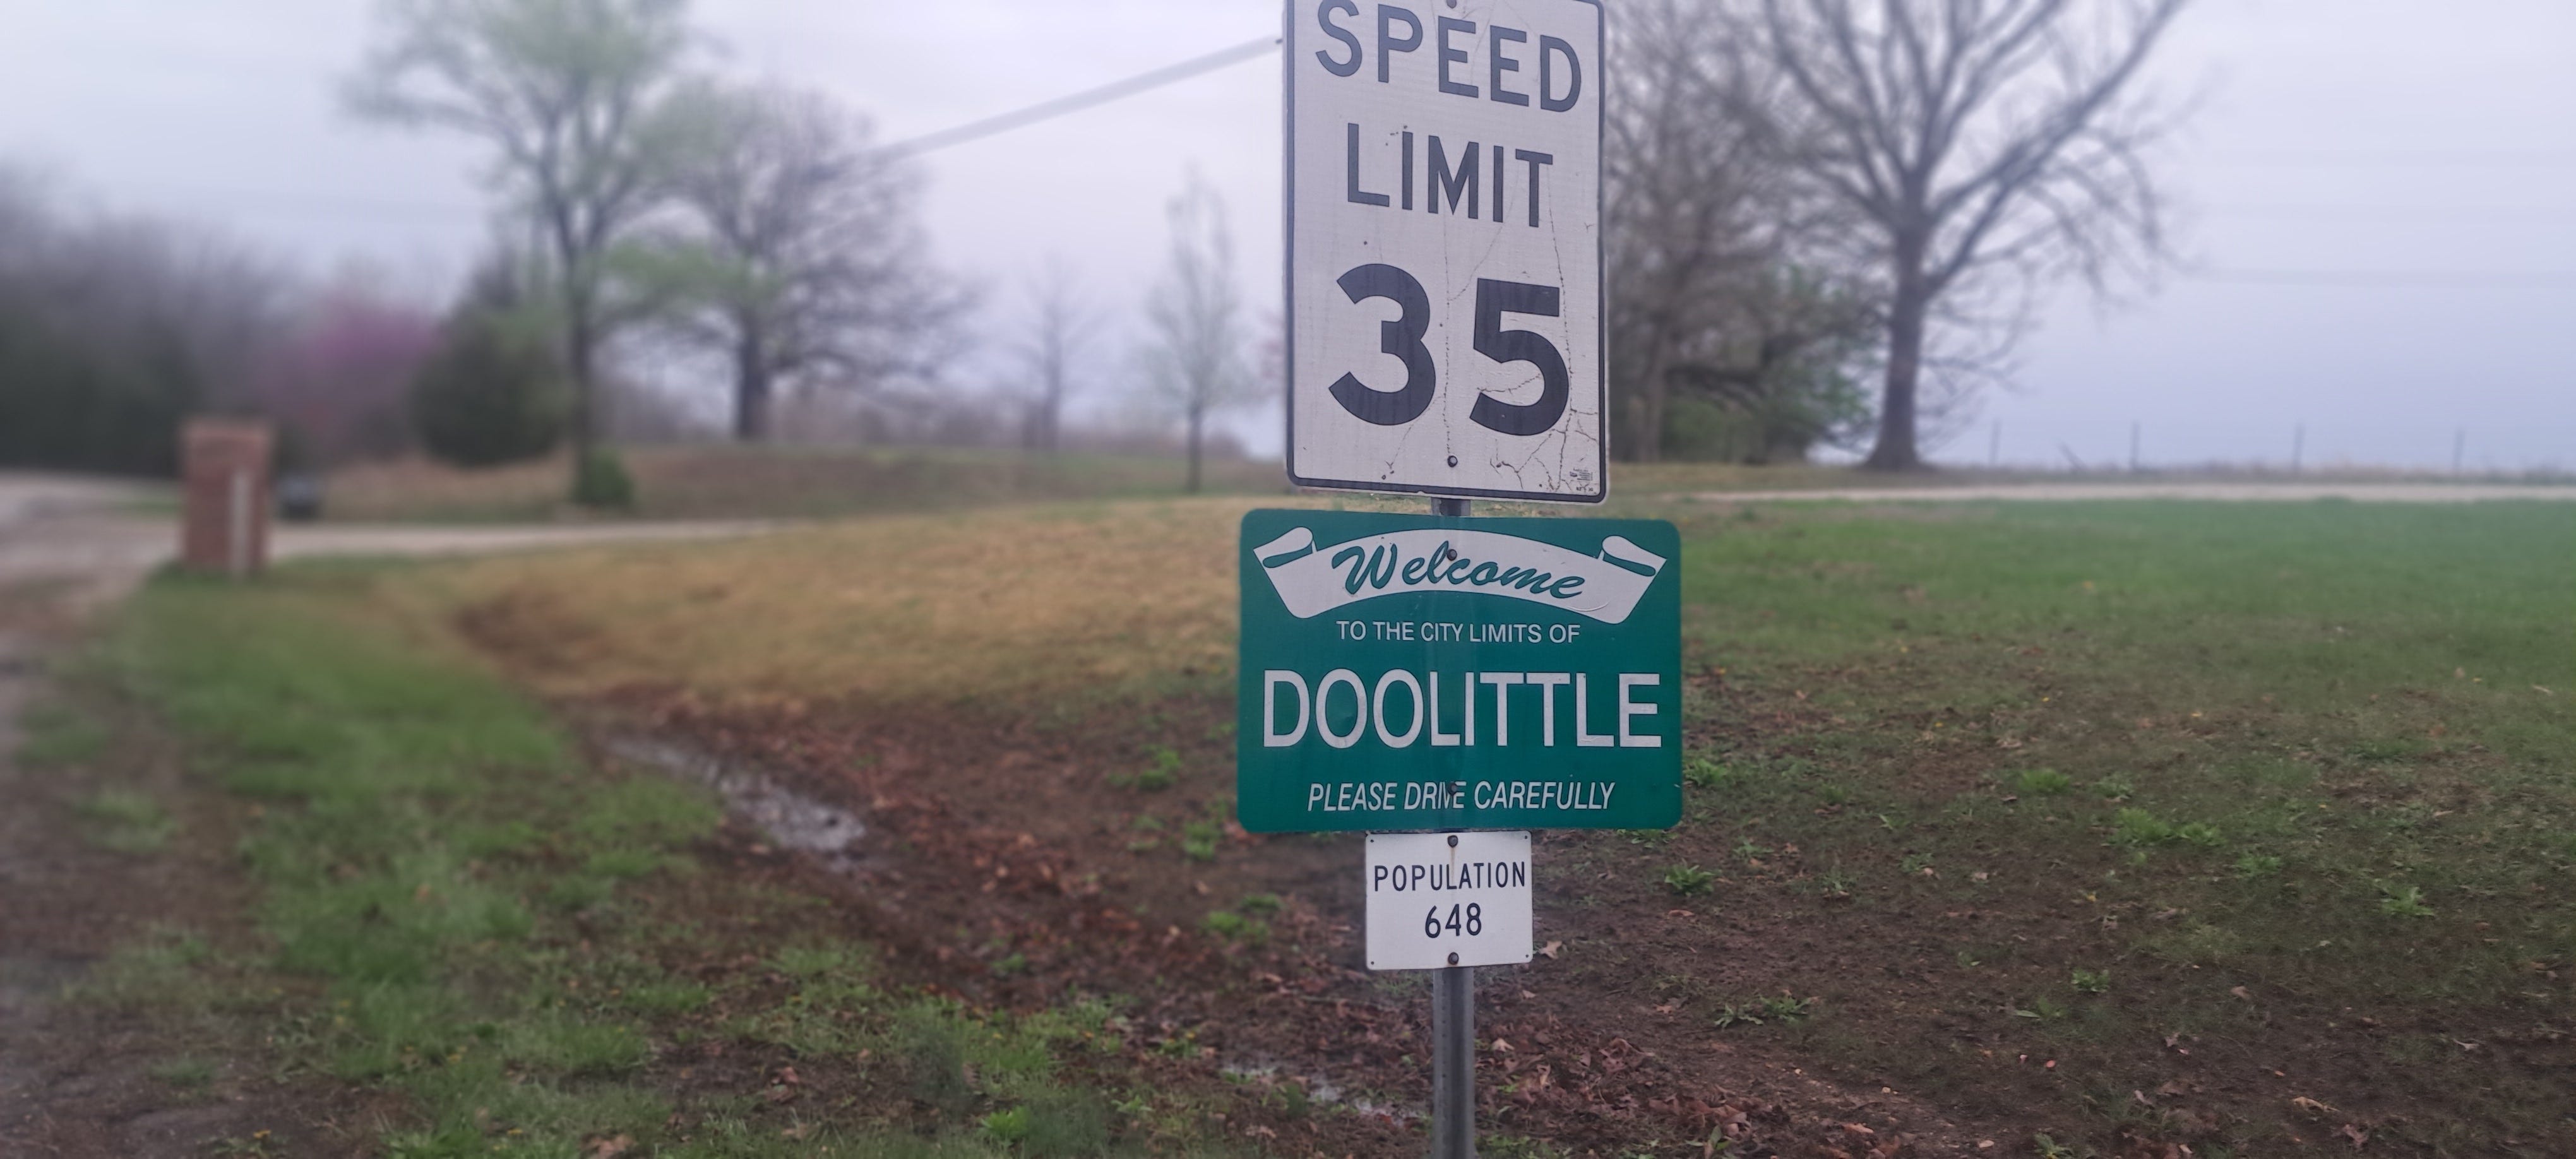 SPEED
LIMIT
35
Welcome
TO THE CITY LIMITS OF
DOOLITTLE
PLEASE DRIVE CAREFULLY
POPULATION
648